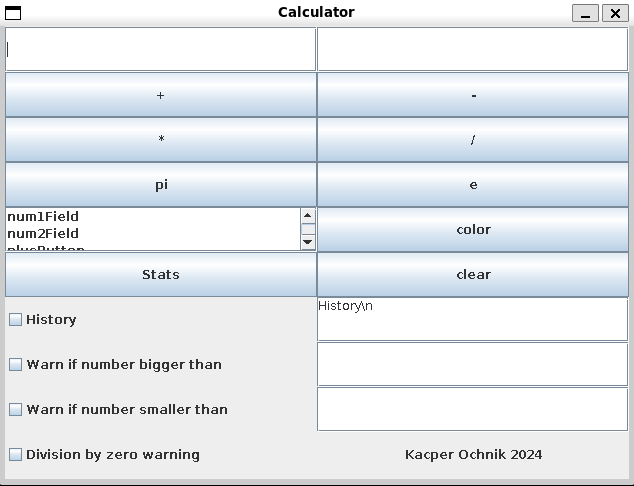 Calculator
+ -
* /
pi e
num1Field
num2Field
plusButton
color
Stats clear
History
History\n
Warn if number bigger than
Warn if number smaller than
Division by zero warning
Kacper Ochnik 2024